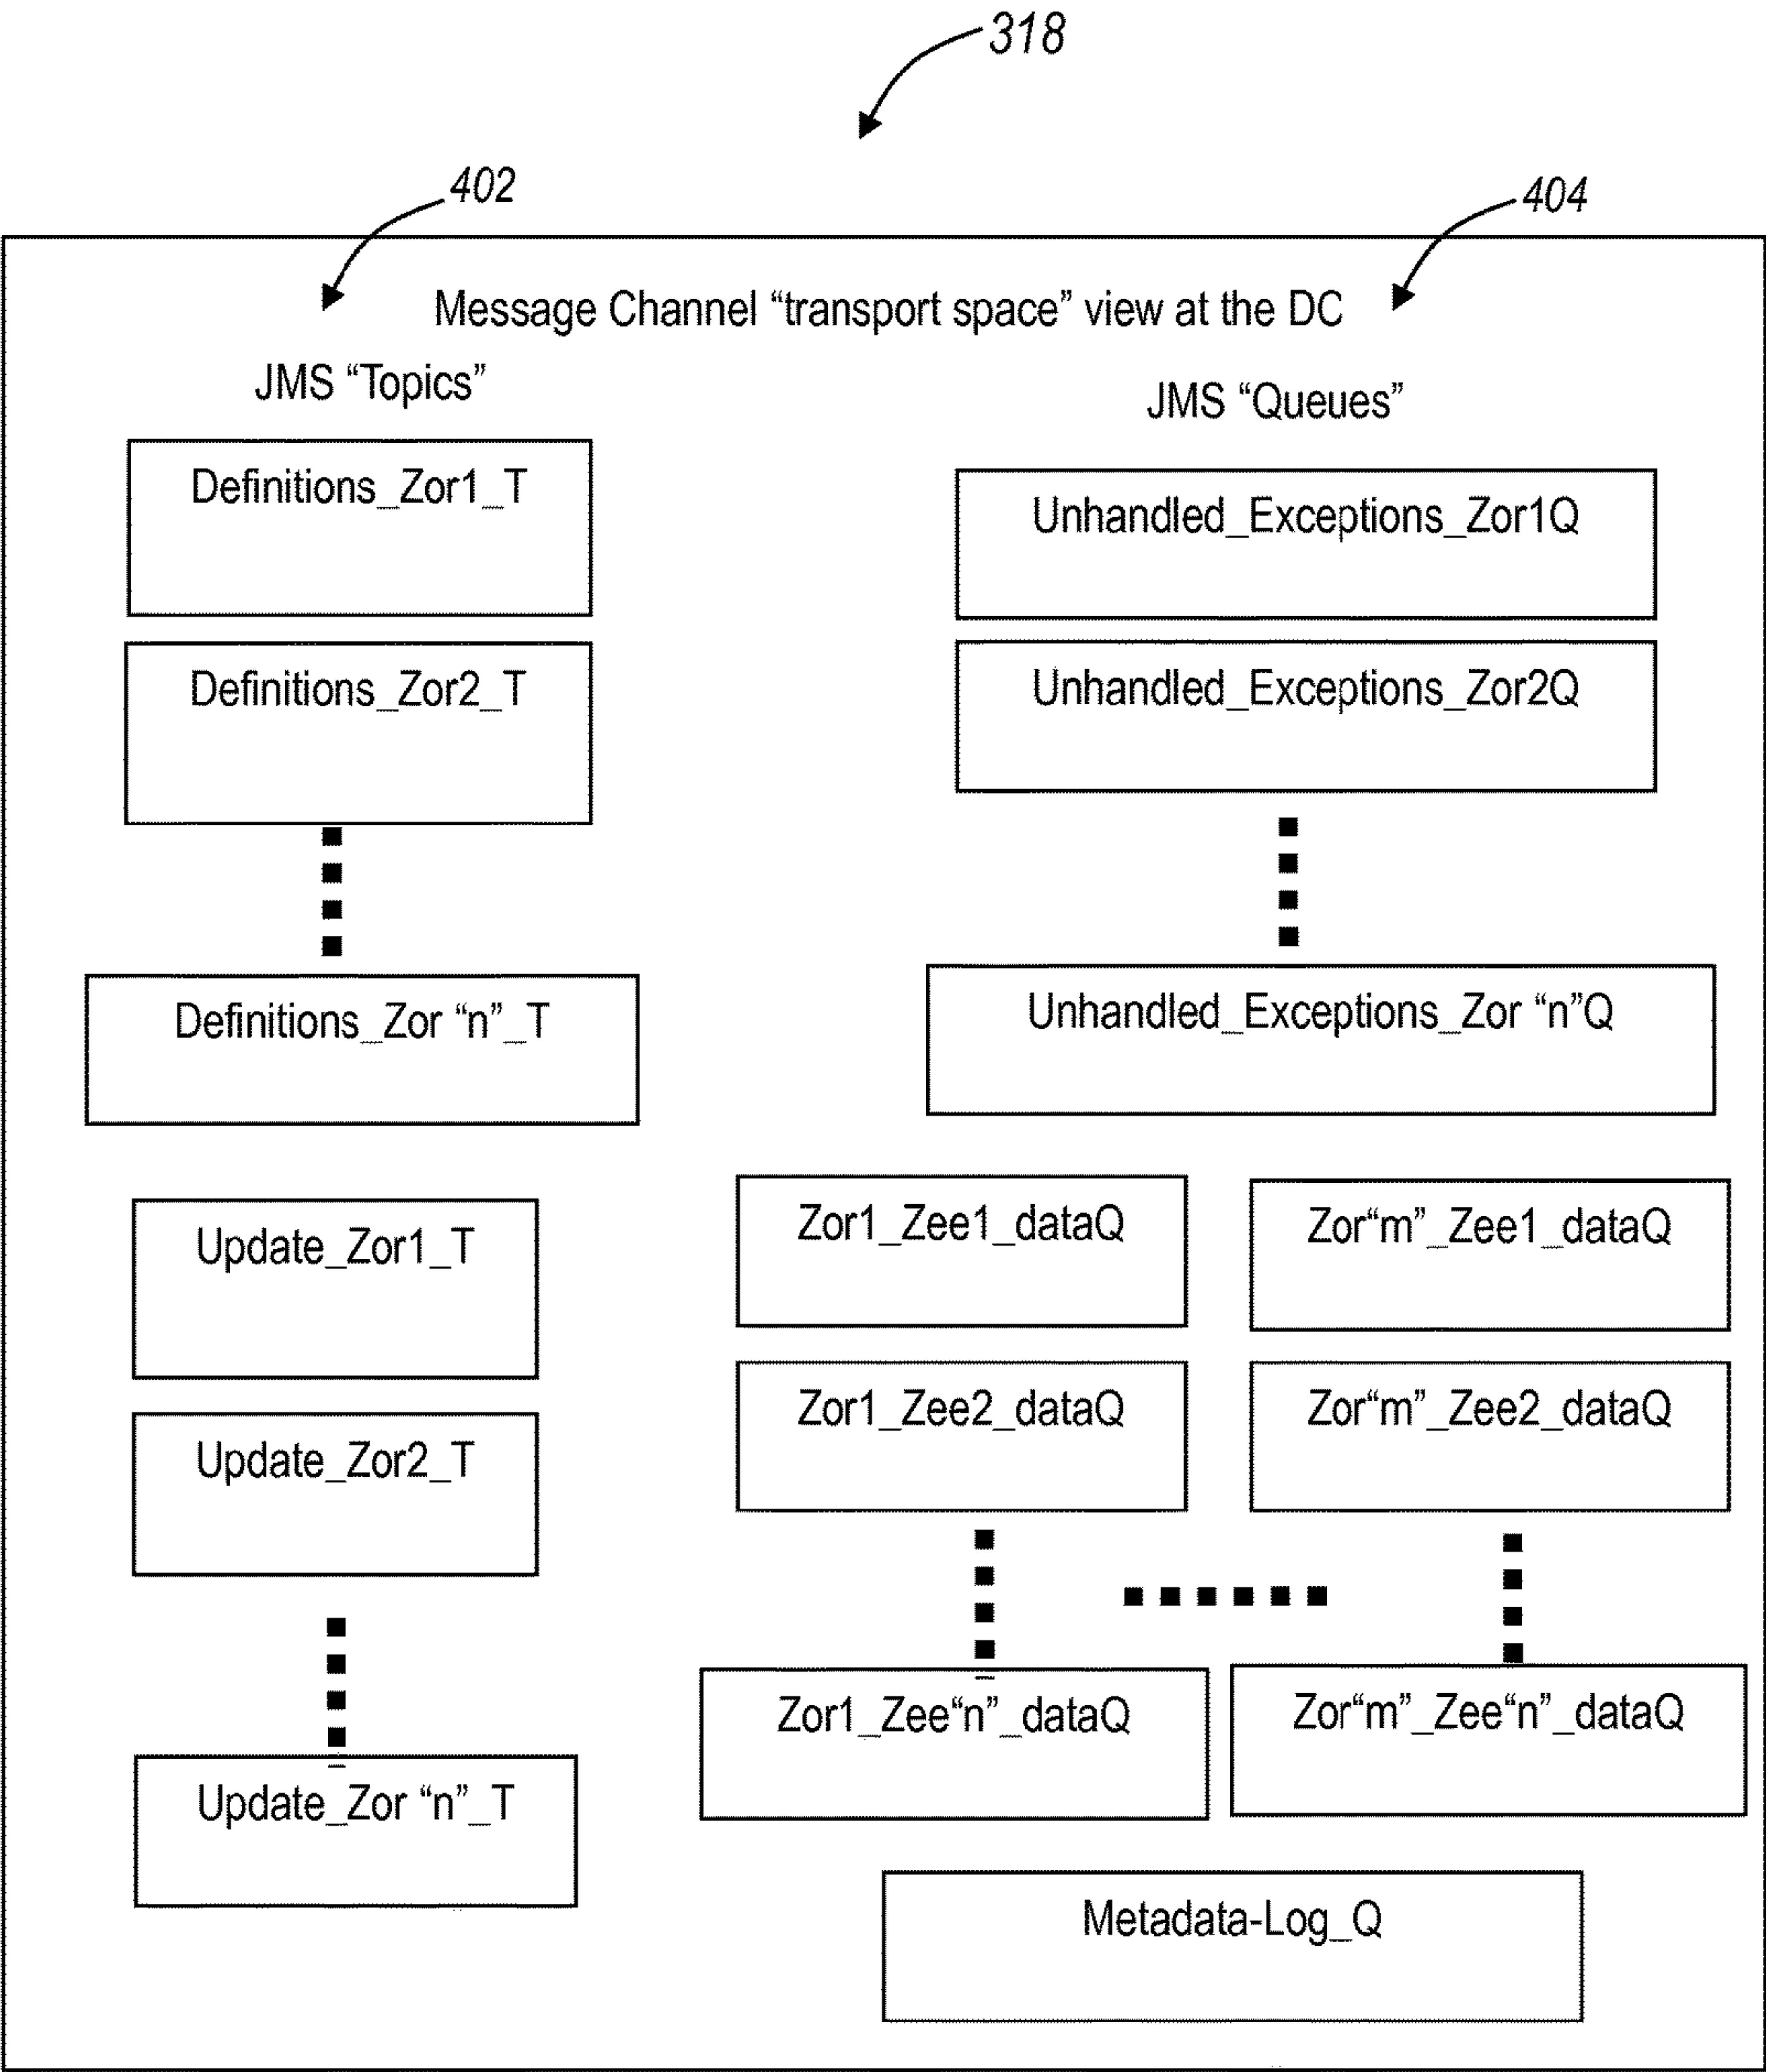 318
402
404
Message Channel “transport space” view at the DC
JMS “Topics”
JMS “Queues”
Definitions_Zor1_T
Definitions_Zor2_T
Definitions_Zor “n”_T
Update_Zor1_T
Update_Zor2_T
Update_Zor “n”_T
Unhandled_Exceptions_Zor1Q
Unhandled_Exceptions_Zor2Q
Unhandled_Exceptions_Zor “n”Q
Zor1_Zee1_dataQ
Zor“m”_Zee1_dataQ
Zor1_Zee2_dataQ
Zor“m”_Zee2_dataQ
Zor1_Zee“n”_dataQ
Zor“m”_Zee“n”_dataQ
Metadata-Log_Q